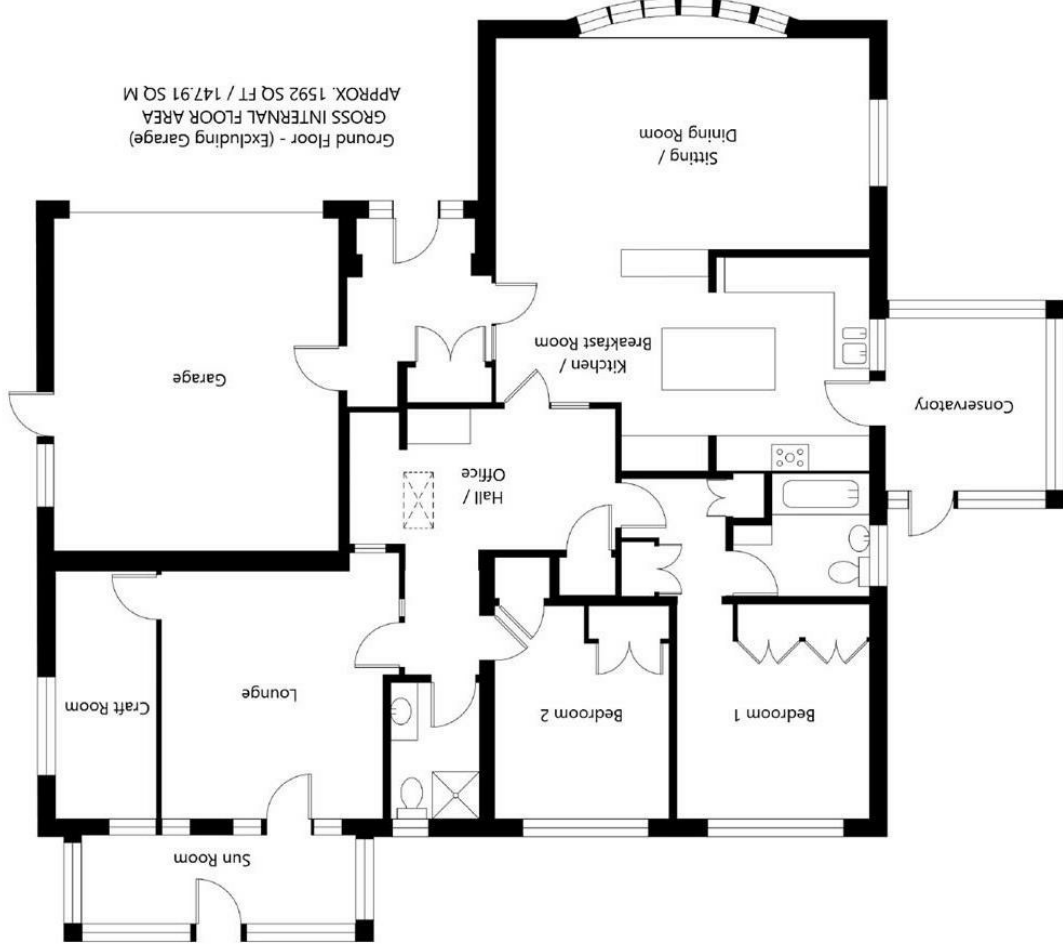 Sun Room
Bedroom 1
Bedroom 2
Lounge
Craft Room
Hall /
Office
Conservatory
Kitchen /
Breakfast Room
Garage
Sitting /
Dining Room
Ground Floor - (Excluding Garage)
GROSS INTERNAL FLOOR AREA
APPROX. 1592 SQ FT / 147.91 SQ M